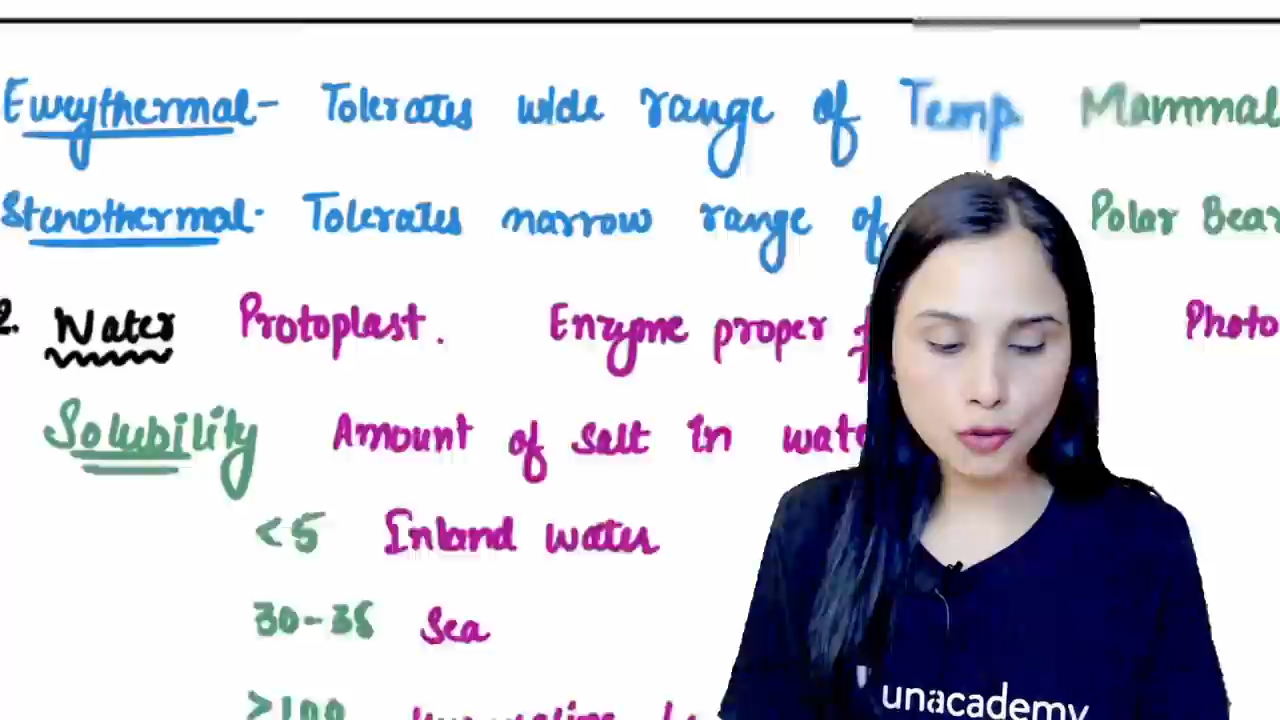 Eurythermal- Tolerates wide range of Temp Mammal
Stenothermal- Tolerates narrow range of Polar Bear
2. Water Protoplast. Enzyme proper Photo
Solubility Amount of salt in wate
<5 Inland water
30-35 Sea
>100
unacademy